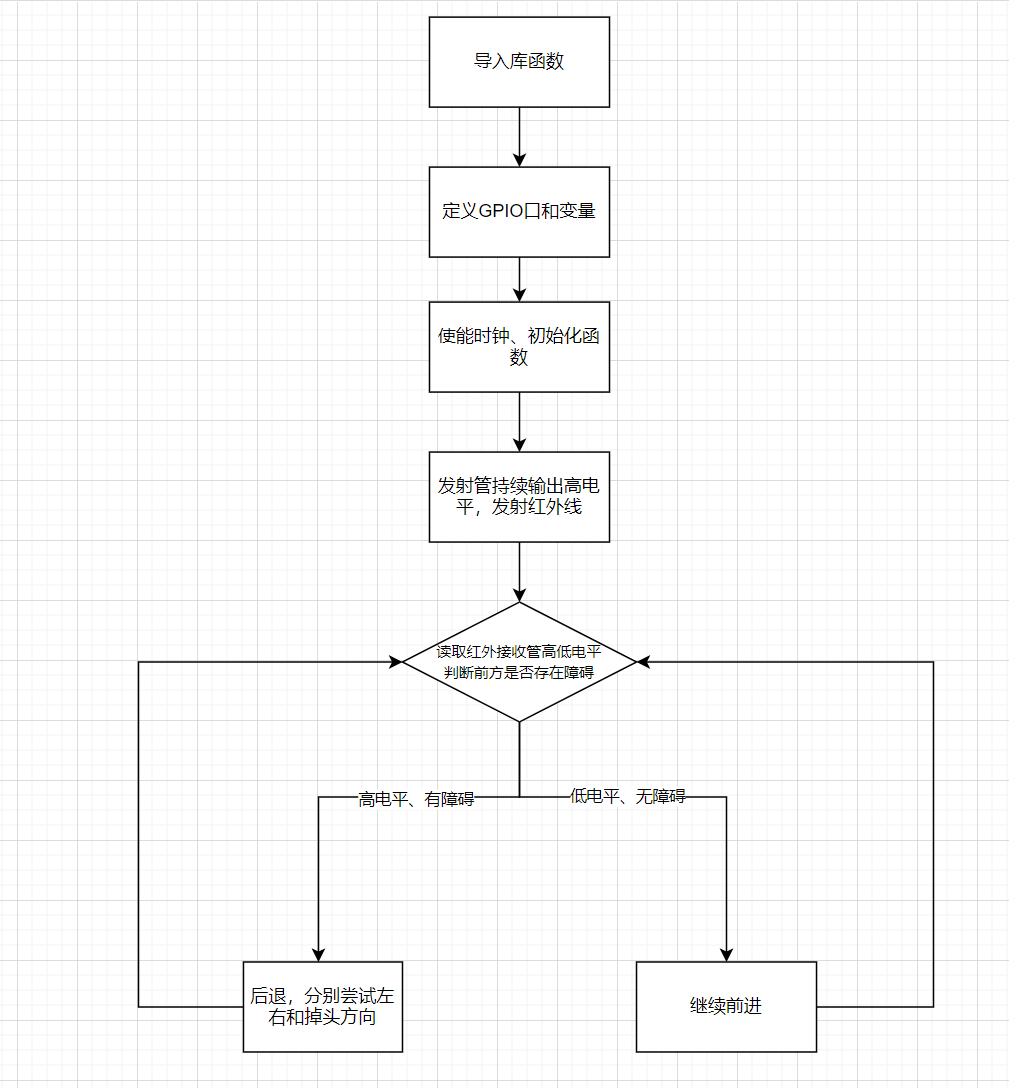 导入库函数
定义GPIO口和变量
使能时钟、初始化函
数
发射管持续输出高电
平，发射红外线
读取红外接收管高低电平
判断前方是否存在障碍
高电平、有障碍
低电平、无障碍
后退，分别尝试左
右和掉头方向
继续前进